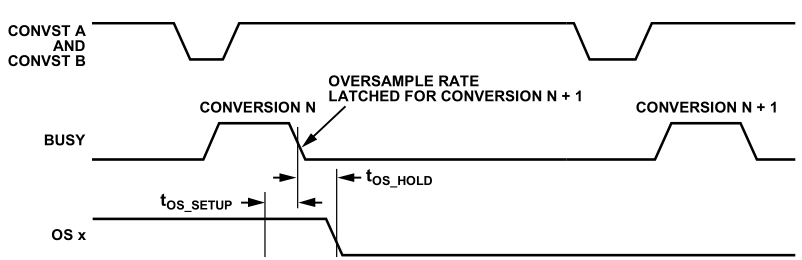 CONVST A
AND
CONVST B
OVERSAMPLE RATE
LATCHED FOR CONVERSION N + 1
CONVERSION N
CONVERSION N + 1
BUSY
tOS_HOLD
tOS_SETUP
OS x